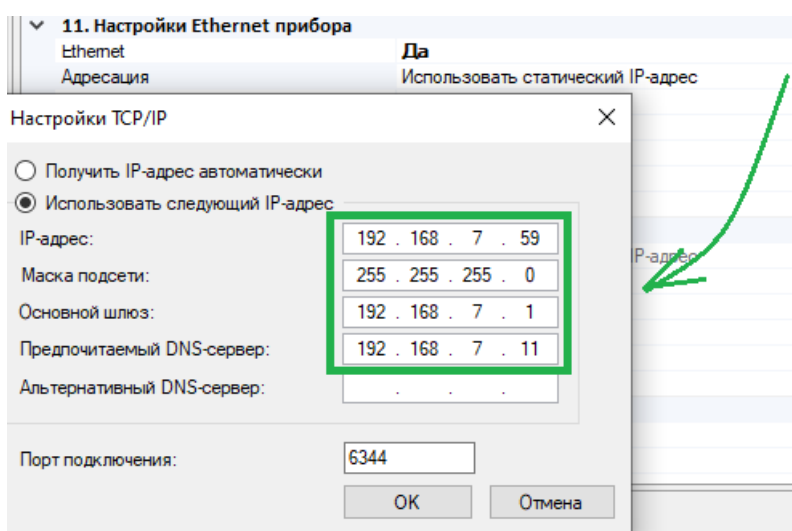 11. Настройки Ethernet прибора
Ethernet Да
Адресация Использовать статический IP-адрес
Настройки TCP/IP
Получить IP-адрес автоматически
Использовать следующий IP-адрес
IP-адрес: 192 . 168 . 7 . 59
IP-адрес
Маска подсети: 255 . 255 . 255 . 0
Основной шлюз: 192 . 168 . 7 . 1
Предпочитаемый DNS-сервер: 192 . 168 . 7 . 11
Альтернативный DNS-сервер: . . .
Порт подключения: 6344
OK Отмена